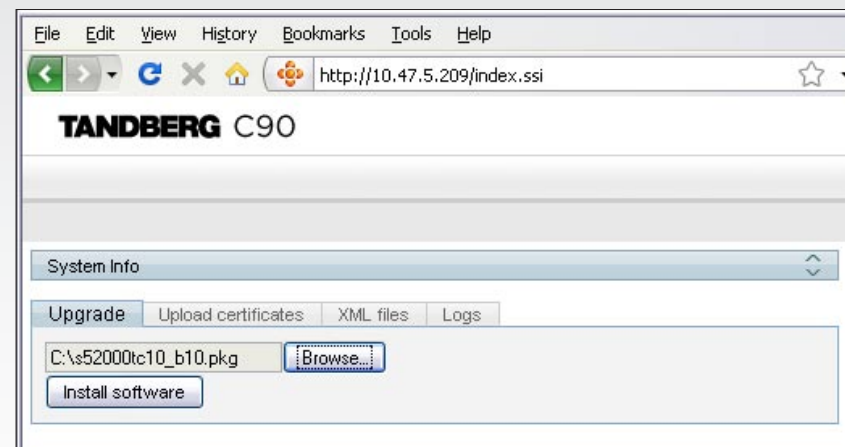 File Edit View History Bookmarks Tools Help
http://10.47.5.209/index.ssi
TANDBERG C90
System Info
Upgrade Upload certificates XML files Logs
C:\s52000tc10_b10.pkg Browse...
Install software